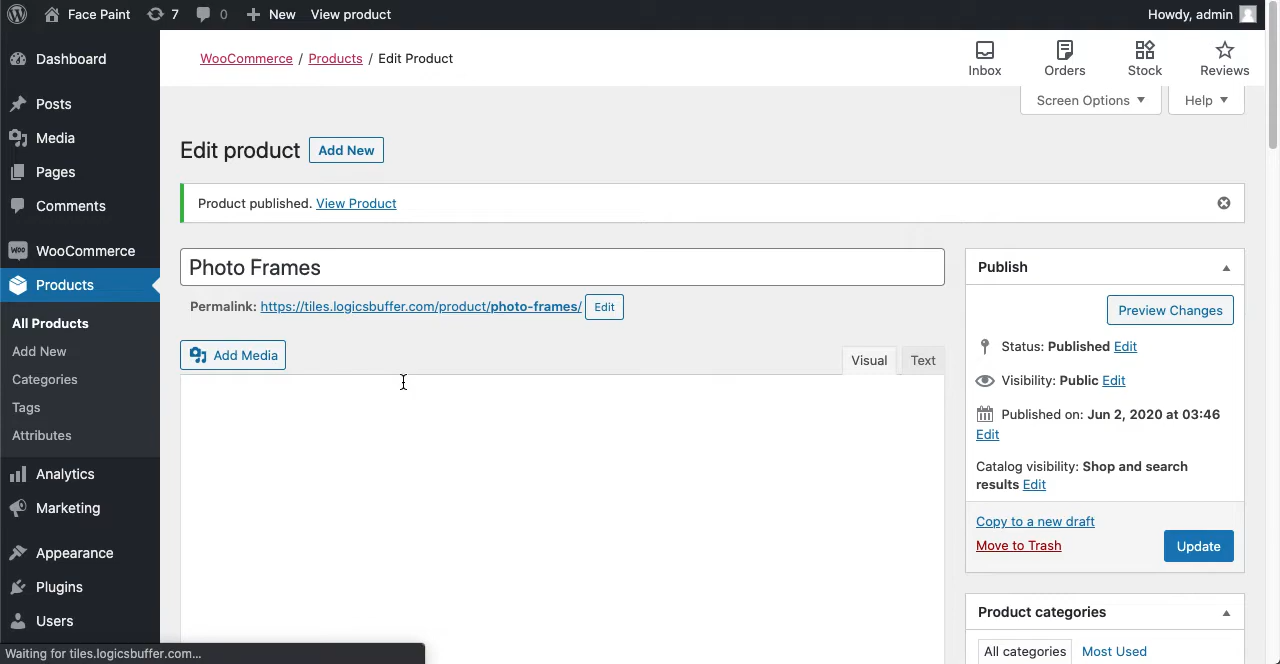 Face Paint 7 0 + New View product Howdy, admin
Dashboard
Posts
Media
Pages
Comments
WooCommerce
Products
All Products
Add New
Categories
Tags
Attributes
Analytics
Marketing
Appearance
Plugins
Users
WooCommerce / Products / Edit Product
Inbox Orders Stock Reviews
Screen Options ▼ Help ▼
Edit product Add New
Product published. View Product
Photo Frames
Permalink: https://tiles.logicsbuffer.com/product/photo-frames/ Edit
Add Media Visual Text
Publish
Preview Changes
Status: Published Edit
Visibility: Public Edit
Published on: Jun 2, 2020 at 03:46
Edit
Catalog visibility: Shop and search
results Edit
Copy to a new draft
Move to Trash Update
Product categories
All categories Most Used
Waiting for tiles.logicsbuffer.com...